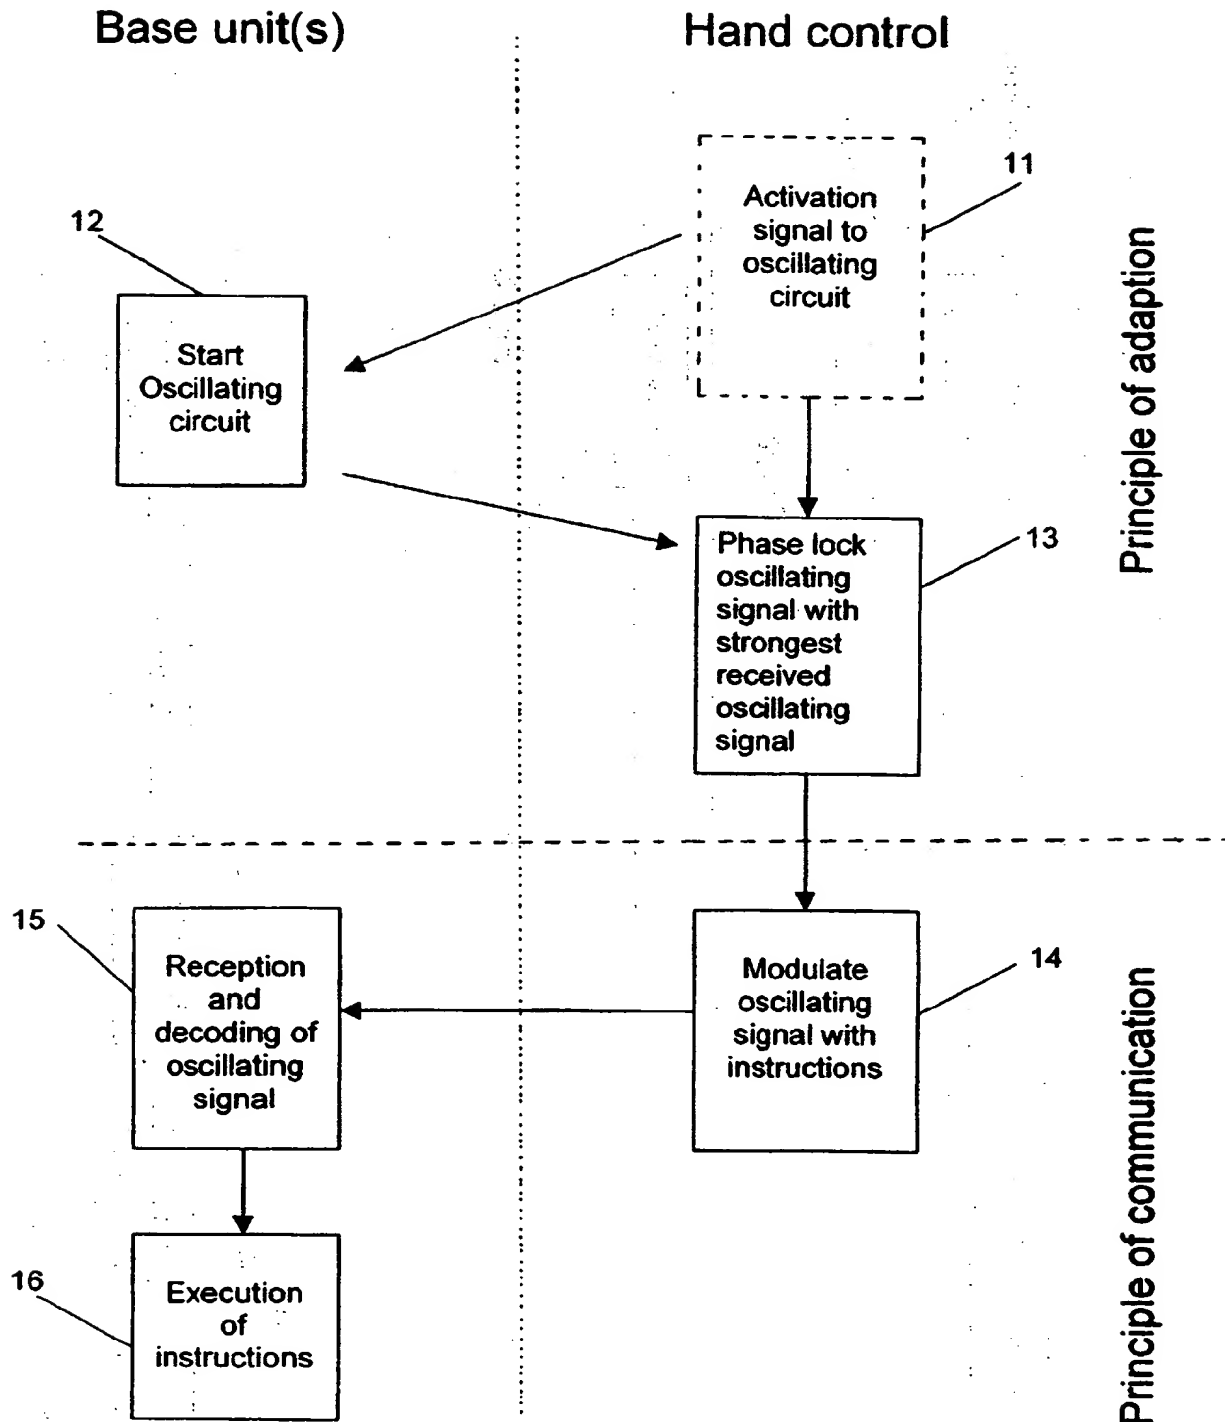 Base unit(s)
Hand control
11
Activation
signal to
oscillating
circuit
12
Start
Oscillating
circuit
Principle of adaption
13
Phase lock
oscillating
signal with
strongest
received
oscillating
signal
15
Reception
and
decoding of
oscillating
signal
14
Modulate
oscillating
signal with
instructions
Principle of communication
16
Execution
of
instructions